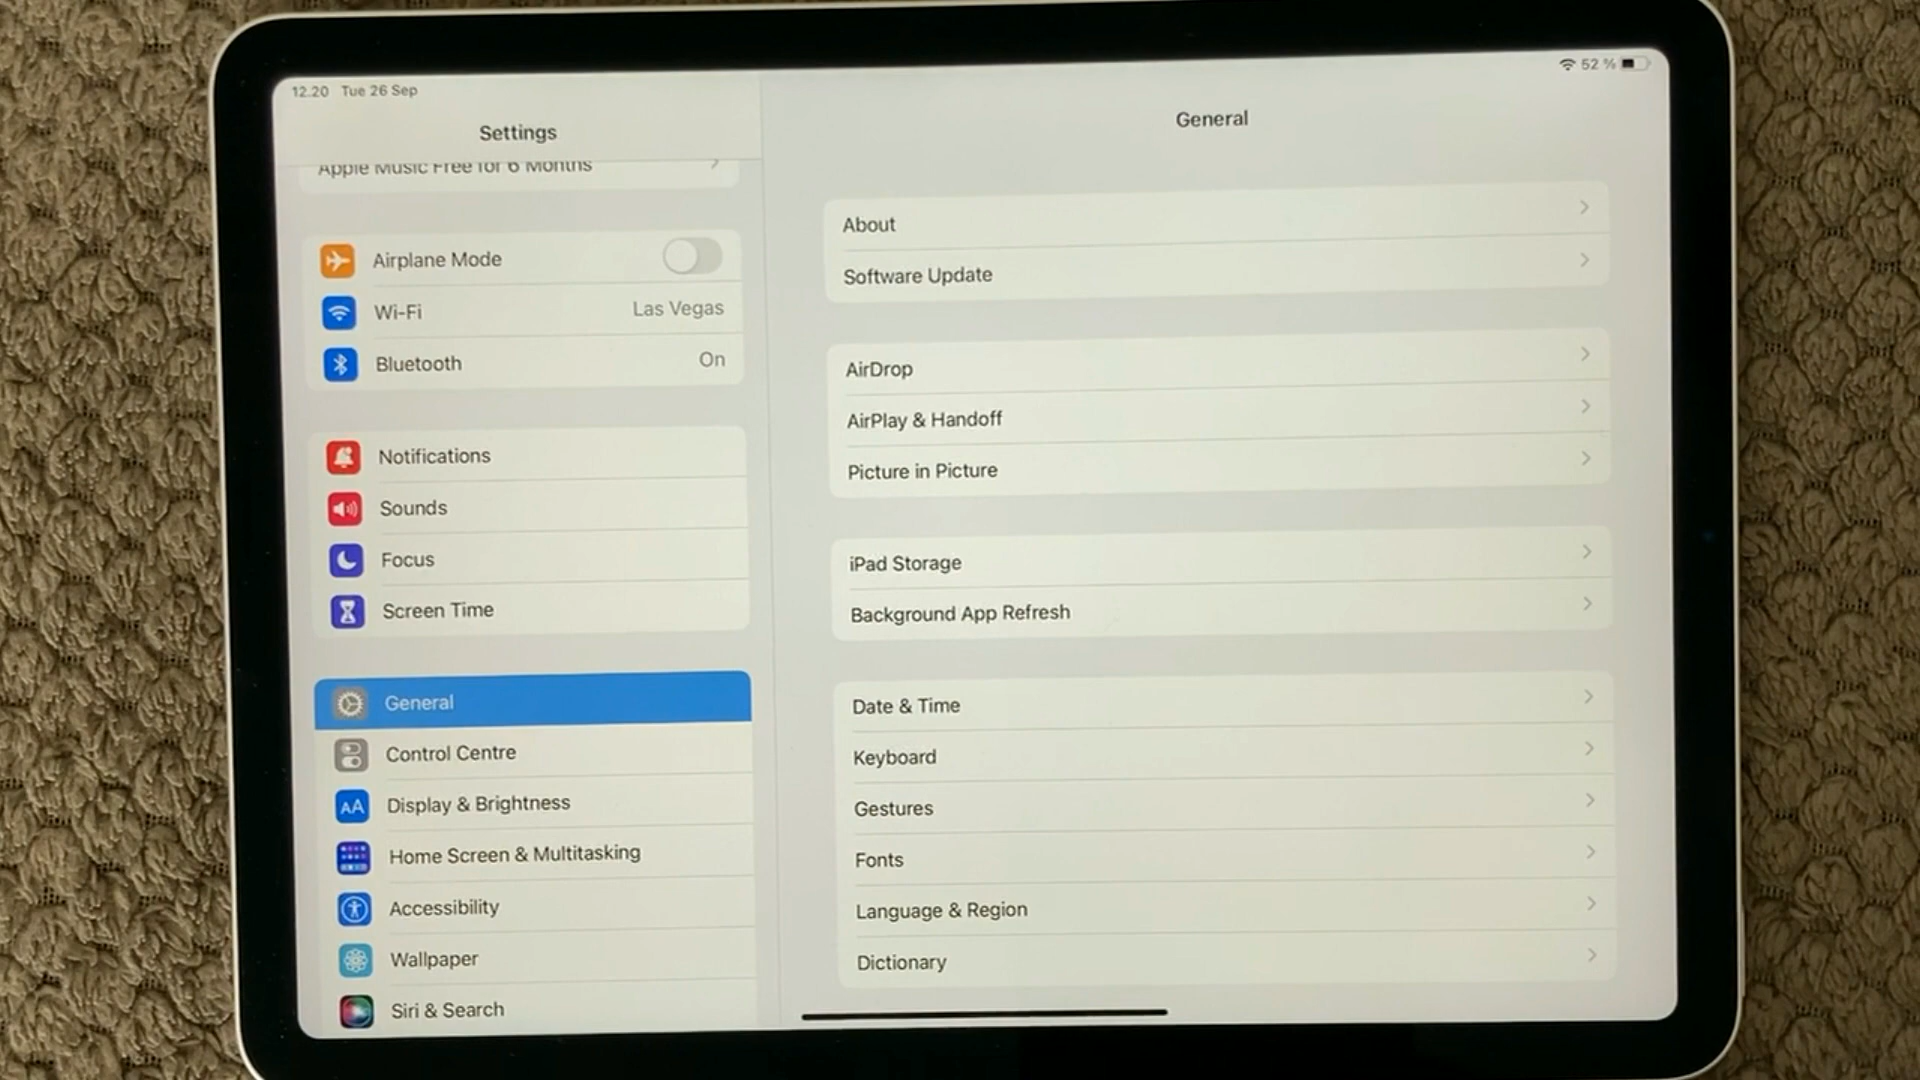 12.20 Tue 26 Sep
52 %
Settings
Apple Music Free for 6 Months
Airplane Mode
Wi-Fi Las Vegas
Bluetooth On
Notifications
Sounds
Focus
Screen Time
General
Control Centre
AA Display & Brightness
Home Screen & Multitasking
Accessibility
Wallpaper
Siri & Search
General
About
Software Update
AirDrop
AirPlay & Handoff
Picture in Picture
iPad Storage
Background App Refresh
Date & Time
Keyboard
Gestures
Fonts
Language & Region
Dictionary